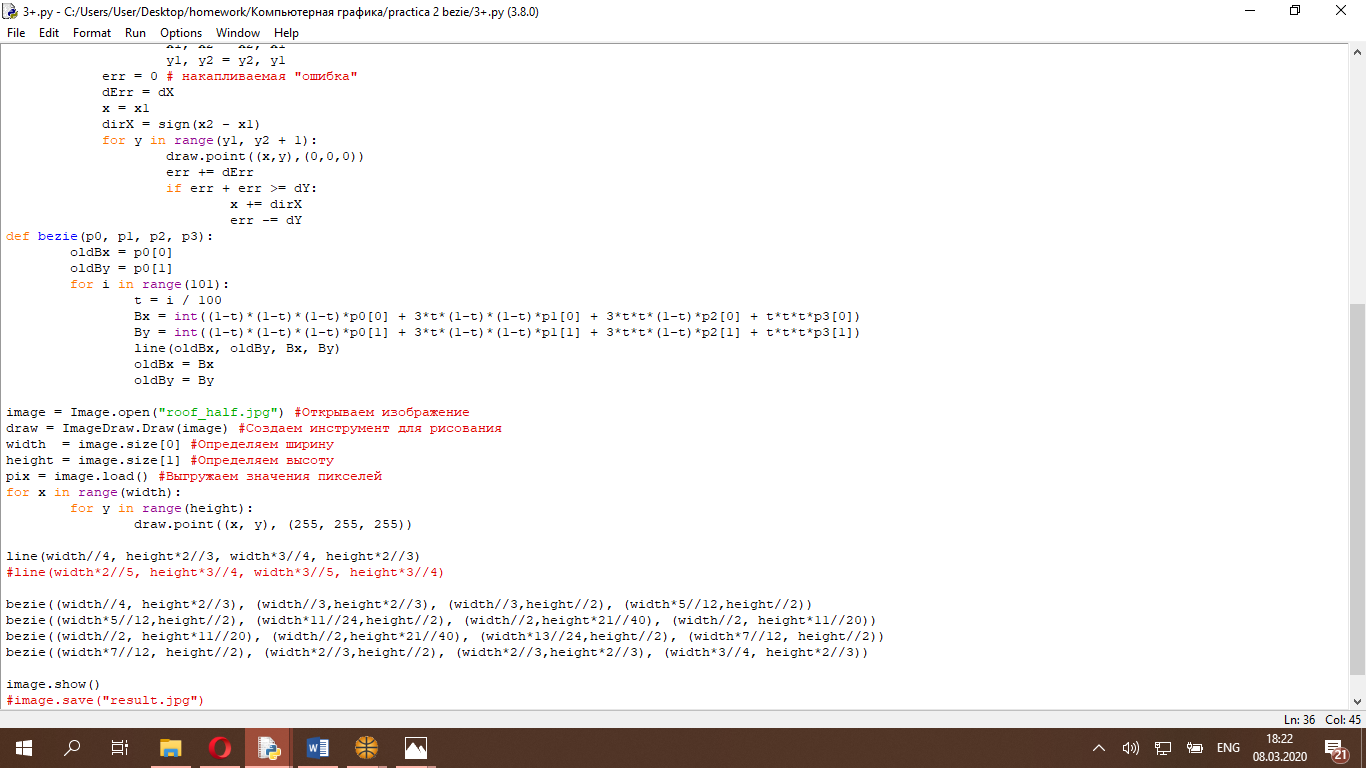 3+.py - C:/Users/User/Desktop/homework/Компьютерная графика/practica 2 bezie/3+.py (3.8.0)
File Edit Format Run Options Window Help
x1, x2 = x2, x1
y1, y2 = y2, y1
err = 0 # накапливаемая "ошибка"
dErr = dX
x = x1
dirX = sign(x2 - x1)
for y in range(y1, y2 + 1):
draw.point((x,y),(0,0,0))
err += dErr
if err + err >= dY:
x += dirX
err -= dY
def bezie(p0, p1, p2, p3):
oldBx = p0[0]
oldBy = p0[1]
for i in range(101):
t = i / 100
Bx = int((1-t)*(1-t)*(1-t)*p0[0] + 3*t*(1-t)*(1-t)*p1[0] + 3*t*t*(1-t)*p2[0] + t*t*t*p3[0])
By = int((1-t)*(1-t)*(1-t)*p0[1] + 3*t*(1-t)*(1-t)*p1[1] + 3*t*t*(1-t)*p2[1] + t*t*t*p3[1])
line(oldBx, oldBy, Bx, By)
oldBx = Bx
oldBy = By
image = Image.open("roof_half.jpg") #Открываем изображение
draw = ImageDraw.Draw(image) #Создаем инструмент для рисования
width  = image.size[0] #Определяем ширину
height = image.size[1] #Определяем высоту
pix = image.load() #Выгружаем значения пикселей
for x in range(width):
for y in range(height):
draw.point((x, y), (255, 255, 255))
line(width//4, height*2//3, width*3//4, height*2//3)
#line(width*2//5, height*3//4, width*3//5, height*3//4)
bezie((width//4, height*2//3), (width//3,height*2//3), (width//3,height//2), (width*5//12,height//2))
bezie((width*5//12,height//2), (width*11//24,height//2), (width//2,height*21//40), (width//2, height*11//20))
bezie((width//2, height*11//20), (width//2,height*21//40), (width*13//24,height//2), (width*7//12, height//2))
bezie((width*7//12, height//2), (width*2//3,height//2), (width*2//3,height*2//3), (width*3//4, height*2//3))
image.show()
#image.save("result.jpg")
Ln: 36 Col: 45
ENG
18:22
08.03.2020
21